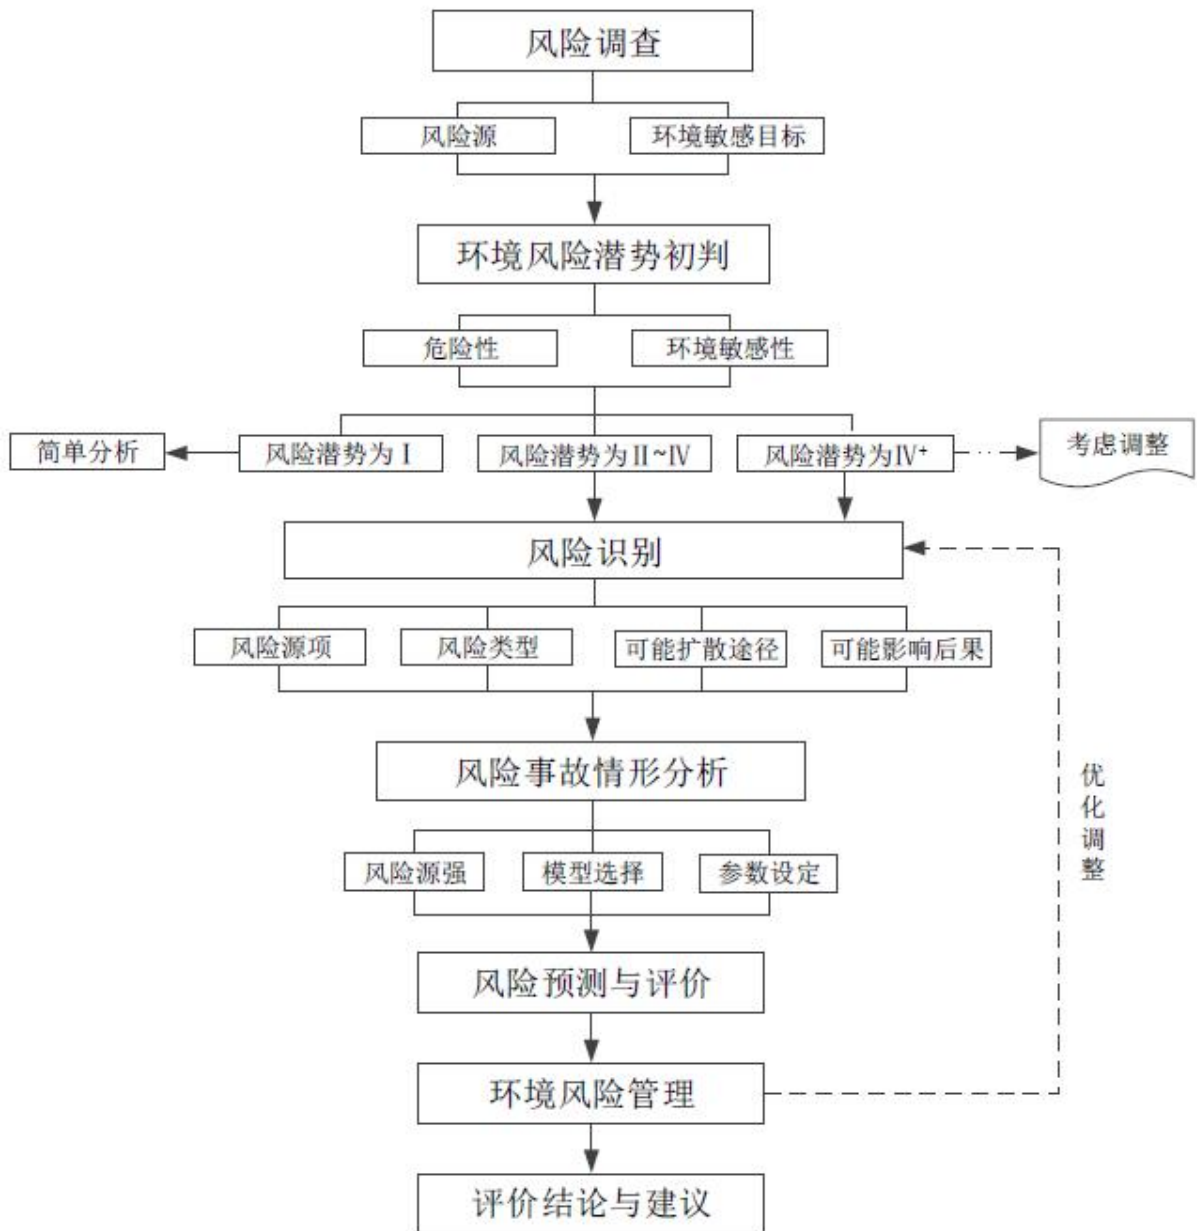 风险调查
风险源
环境敏感目标
环境风险潜势初判
危险性
环境敏感性
简单分析
风险潜势为Ⅰ
风险潜势为Ⅱ~Ⅳ
风险潜势为Ⅳ⁺
考虑调整
风险识别
风险源项
风险类型
可能扩散途径
可能影响后果
风险事故情形分析
优化调整
风险源强
模型选择
参数设定
风险预测与评价
环境风险管理
评价结论与建议